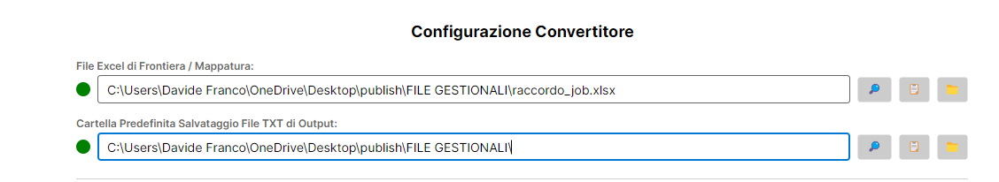 Configurazione Convertitore
File Excel di Frontiera / Mappatura:
C:\Users\Davide Franco\OneDrive\Desktop\publish\FILE GESTIONALI\raccordo_job.xlsx
Cartella Predefinita Salvataggio File TXT di Output:
C:\Users\Davide Franco\OneDrive\Desktop\publish\FILE GESTIONALI\